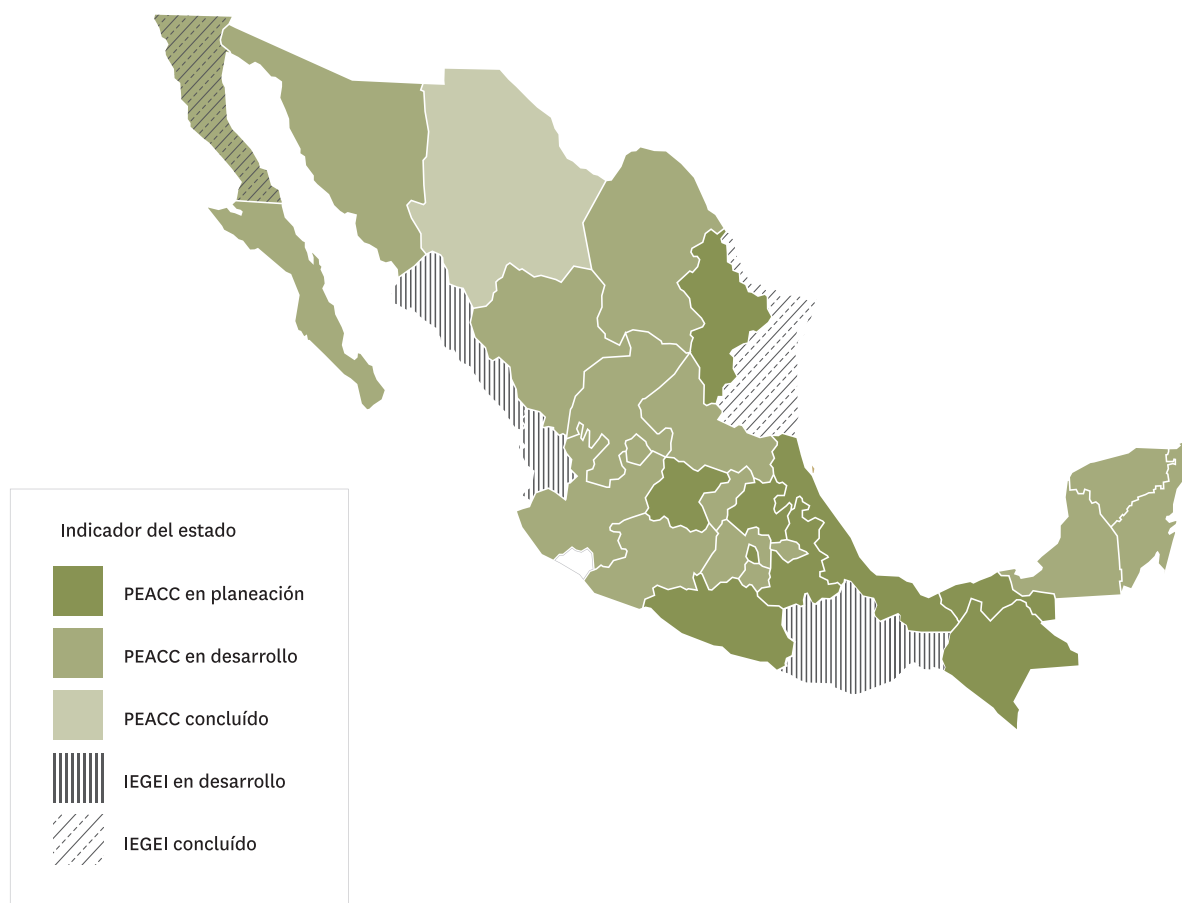 Indicador del estado
PEACC en planeación
PEACC en desarrollo
PEACC concluído
IEGEI en desarrollo
IEGEI concluído